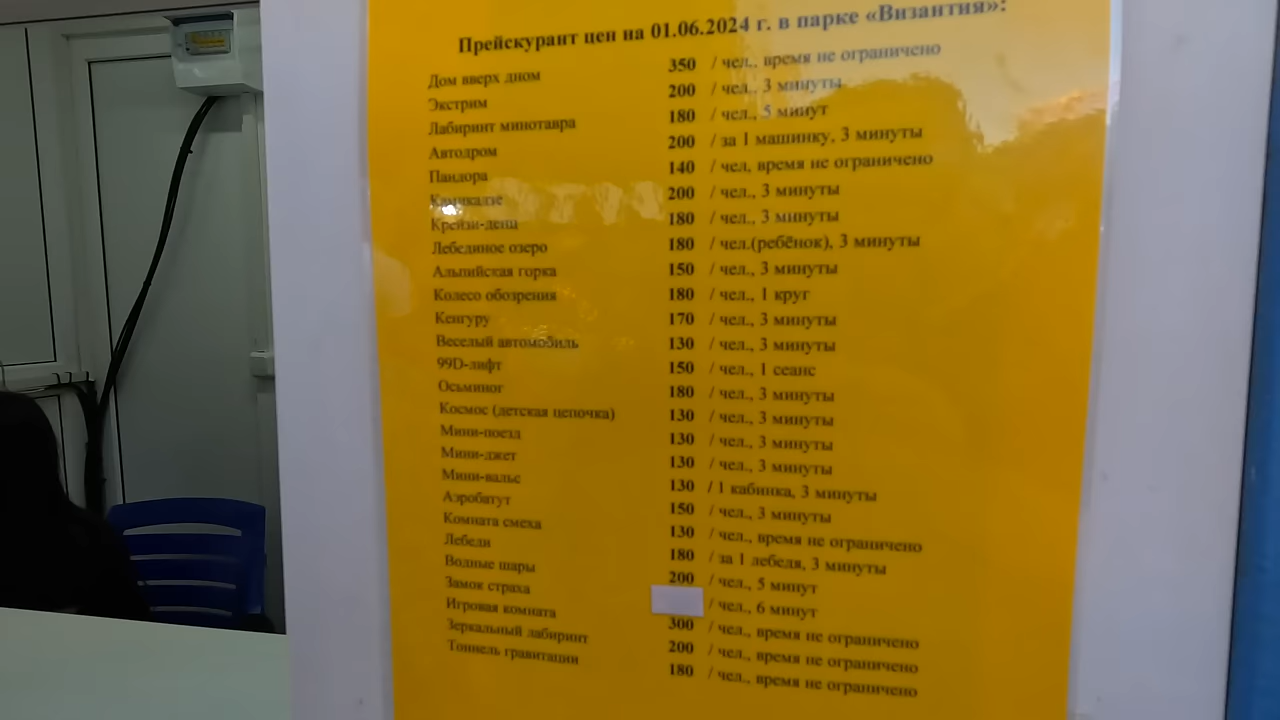 Прейскурант цен на 01.06.2024 г. в парке «Византия»:
Дом вверх дном 350 / чел., время не ограничено
Экстрим 200 / чел., 3 минуты
Лабиринт минотавра 180 / чел., 5 минут
Автодром 200 / за 1 машинку, 3 минуты
Пандора 140 / чел, время не ограничено
Камикадзе 200 / чел., 3 минуты
Крейзи-денц 180 / чел., 3 минуты
Лебединое озеро 180 / чел.(ребёнок), 3 минуты
Альпийская горка 150 / чел., 3 минуты
Колесо обозрения 180 / чел., 1 круг
Кенгуру 170 / чел., 3 минуты
Веселый автомобиль 130 / чел., 3 минуты
99D-лифт 150 / чел., 1 сеанс
Осьминог 180 / чел., 3 минуты
Космос (детская цепочка) 130 / чел., 3 минуты
Мини-поезд 130 / чел., 3 минуты
Мини-джет 130 / чел., 3 минуты
Мини-вальс 130 / 1 кабинка, 3 минуты
Аэробатут 150 / чел., 3 минуты
Комната смеха 130 / чел., время не ограничено
Лебеди 180 / за 1 лебедя, 3 минуты
Водные шары 200 / чел., 5 минут
Замок страха / чел., 6 минут
Игровая комната 300 / чел., время не ограничено
Зеркальный лабиринт 200 / чел., время не ограничено
Тоннель гравитации 180 / чел., время не ограничено